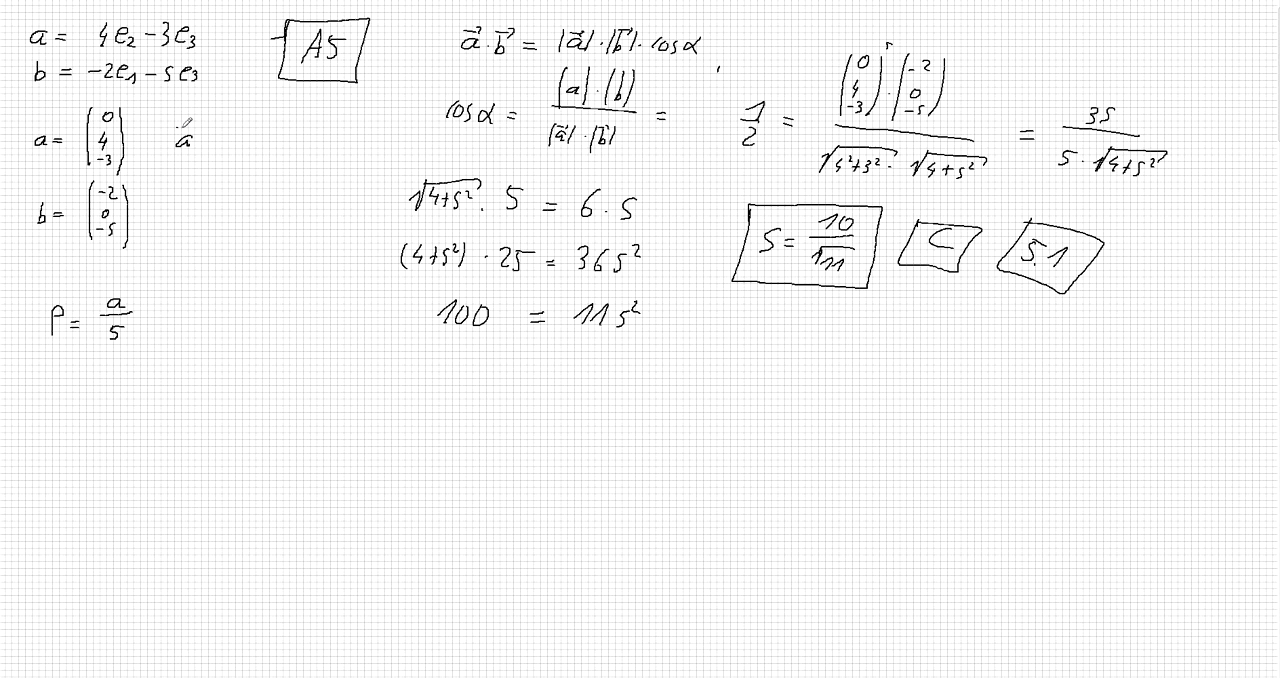 a = 4e₂ - 3e₃
b = -2e₁ - se₃
A5
a = (0 4 -3)
a
b = (-2 0 -s)
ρ = a/5
a⃗ · b⃗ = |a⃗| · |b⃗| · cos α
cos α = (a) · (b) / |a⃗| · |b⃗| =
1/2 = (0 4 -3)ᵀ · (-2 0 -s) / √4²+3² · √4+s² = 3s / 5 · √4+s²
√4+s² · 5 = 6 · s
(4+s²) · 25 = 36s²
100 = 11s²
s = 10/√11
C
5.1